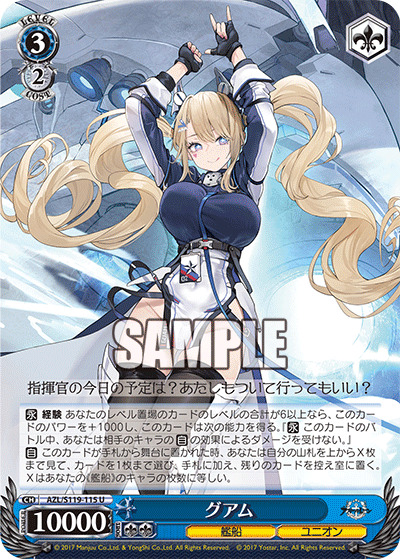 LEVEL
3
2
COST
SAMPLE
指揮官の今日の予定は？あたしもついて行ってもいい？
永 経験 あなたのレベル置場のカードのレベルの合計が6以上なら、このカー
ドのパワーを+1000し、このカードは次の能力を得る。『永 このカードのバ
トル中、あなたは相手のキャラの自の効果によるダメージを受けない。』
自 このカードが手札から舞台に置かれた時、あなたは自分の山札を上からX枚
まで見て、カードを1枚まで選び、手札に加え、残りのカードを控え室に置く。
Xはあなたの《艦船》のキャラの枚数に等しい。
CH AZL/S119-115 U
グアム
10000
艦船
ユニオン
© 2017 Manjuu Co.,Ltd. & YongShi Co.,Ltd. All Rights Reserved. © 2017 Yostar, Inc. All Rights Reserved.